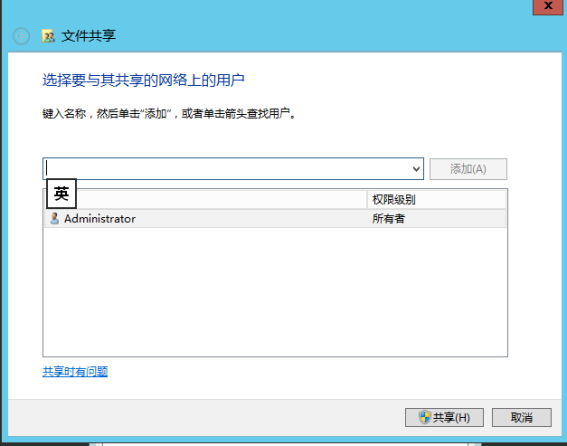 x
文件共享
选择要与其共享的网络上的用户
键入名称，然后单击“添加”，或者单击箭头查找用户。
添加(A)
英
权限级别
Administrator 所有者
共享时有问题
共享(H) 取消